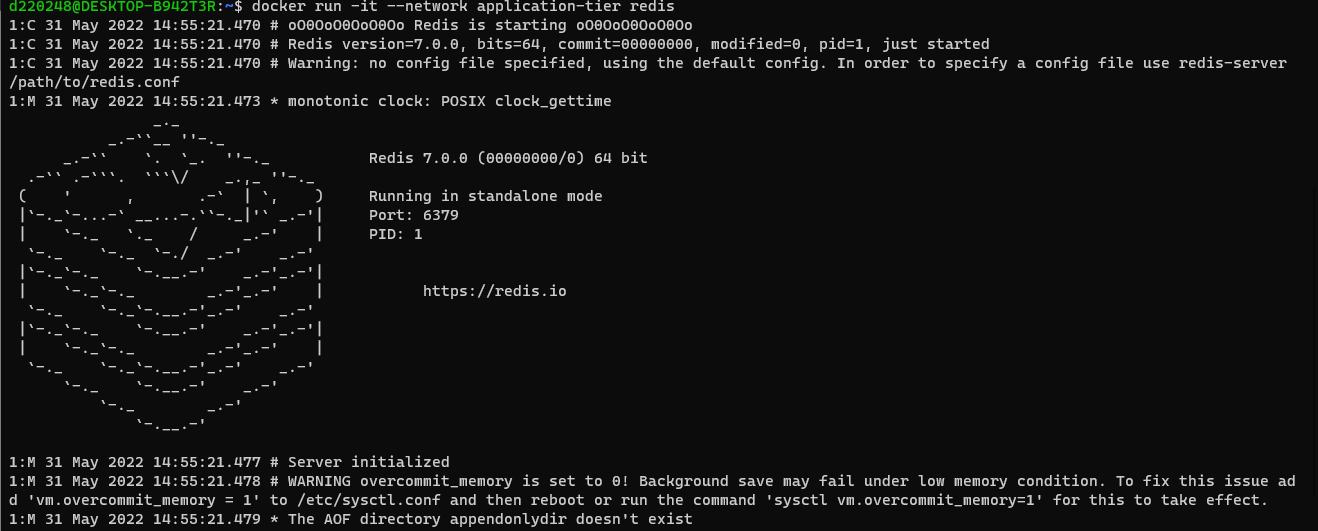 d220248@DESKTOP-B942T3R:~$ docker run -it --network application-tier redis
1:C 31 May 2022 14:55:21.470 # oO0OoO0OoO0Oo Redis is starting oO0OoO0OoO0Oo
1:C 31 May 2022 14:55:21.470 # Redis version=7.0.0, bits=64, commit=00000000, modified=0, pid=1, just started
1:C 31 May 2022 14:55:21.470 # Warning: no config file specified, using the default config. In order to specify a config file use redis-server
/path/to/redis.conf
1:M 31 May 2022 14:55:21.473 * monotonic clock: POSIX clock_gettime
Redis 7.0.0 (00000000/0) 64 bit
Running in standalone mode
Port: 6379
PID: 1
https://redis.io
1:M 31 May 2022 14:55:21.477 # Server initialized
1:M 31 May 2022 14:55:21.478 # WARNING overcommit_memory is set to 0! Background save may fail under low memory condition. To fix this issue ad
d 'vm.overcommit_memory = 1' to /etc/sysctl.conf and then reboot or run the command 'sysctl vm.overcommit_memory=1' for this to take effect.
1:M 31 May 2022 14:55:21.479 * The AOF directory appendonlydir doesn't exist